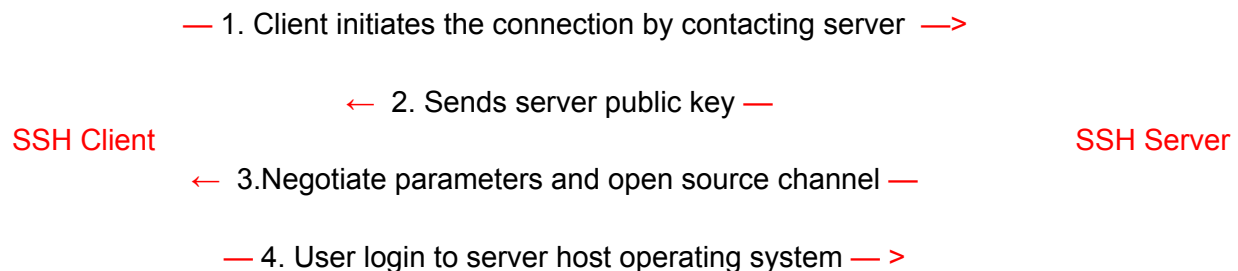 — 1. Client initiates the connection by contacting server —>
← 2. Sends server public key —
SSH Client
SSH Server
← 3.Negotiate parameters and open source channel —
— 4. User login to server host operating system — >